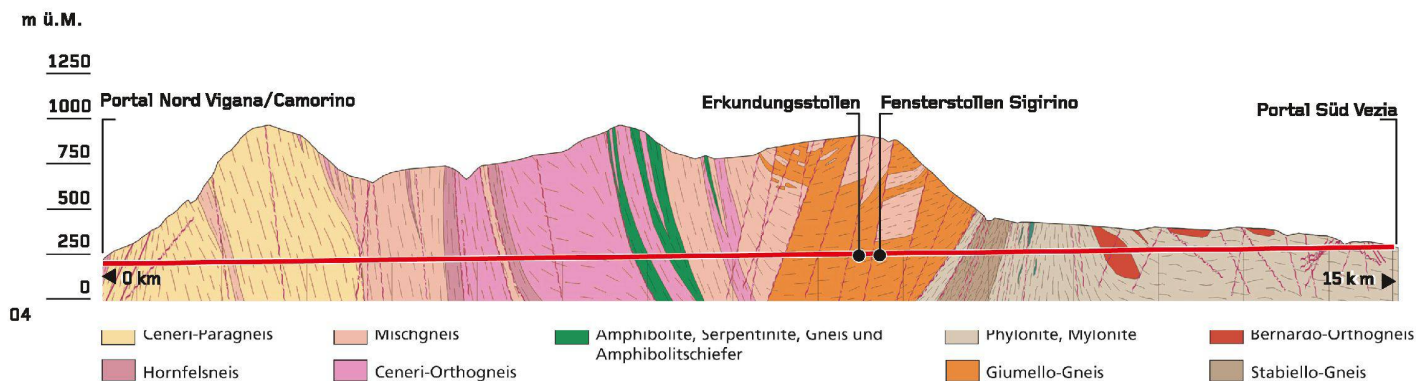 m ü.M.
1250
1000
750
500
250
0
Portal Nord Vigana/Camorino
Erkundungsstollen
Fensterstollen Sigirino
Portal Süd Vezia
0 km
15 km
04
Ceneri-Paragneis
Mischgneis
Amphibolite, Serpentinite, Gneis und
Amphibolitschiefer
Phylonite, Mylonite
Bernardo-Orthogneis
Hornfelsneis
Ceneri-Orthogneis
Giumello-Gneis
Stabiello-Gneis